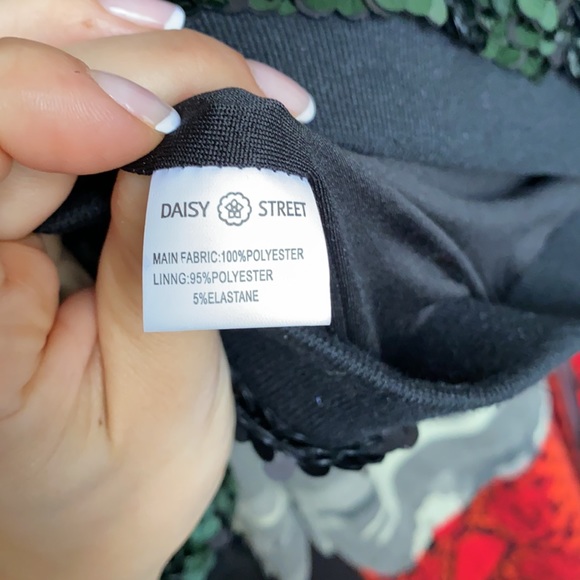 DAISY STREET
MAIN FABRIC:100%POLYESTER
LINNG:95%POLYESTER
5%ELASTANE